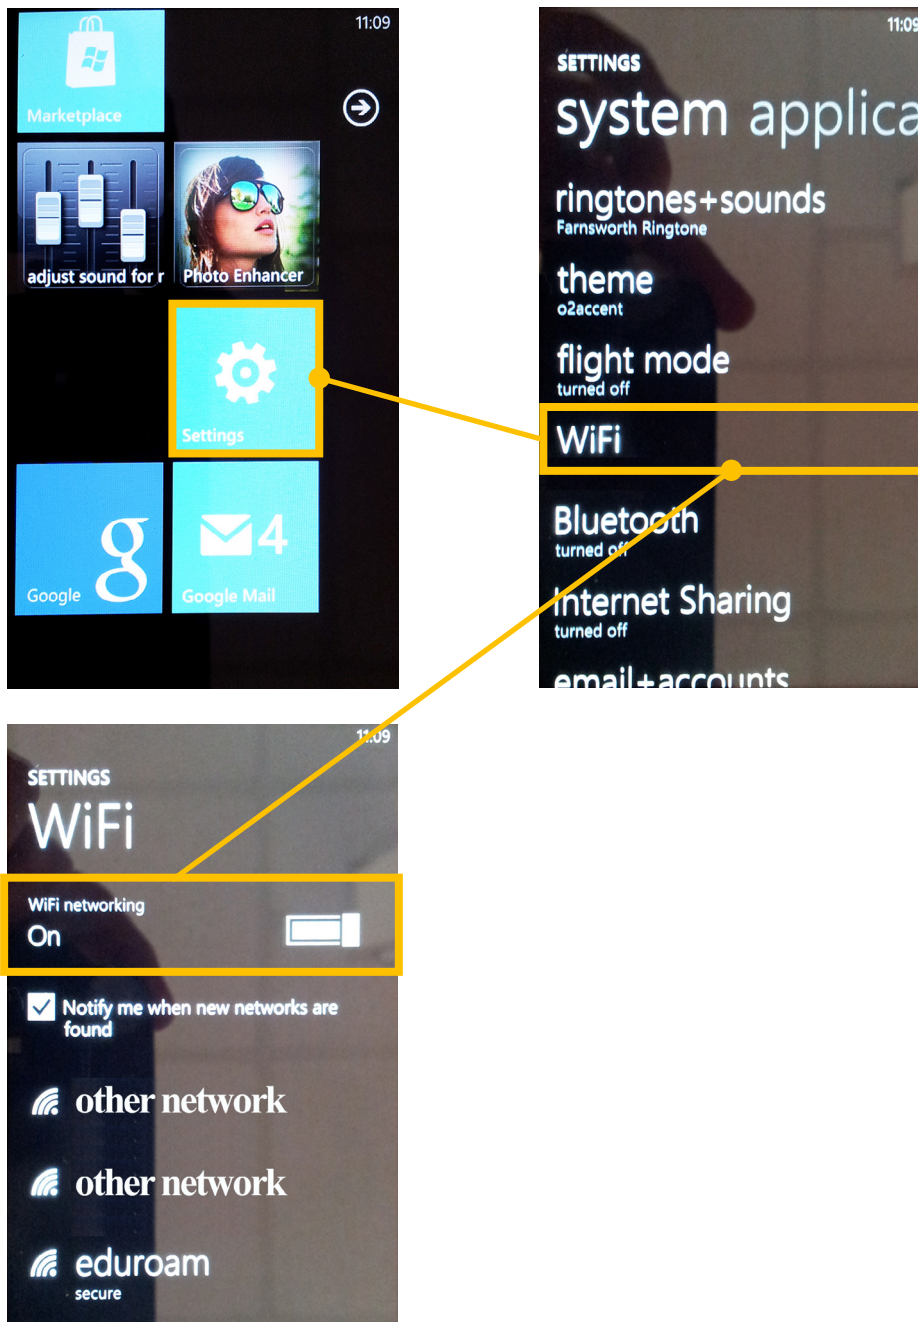 11:09
Marketplace
adjust sound for r
Photo Enhancer
Settings
Google
g
4
Google Mail
11:09
SETTINGS
system applica
ringtones+sounds
Farnsworth Ringtone
theme
o2accent
flight mode
turned off
WiFi
Bluetooth
turned off
Internet Sharing
turned off
email+accounts
11:09
SETTINGS
WiFi
WiFi networking
On
Notify me when new networks are
found
other network
other network
eduroam
secure